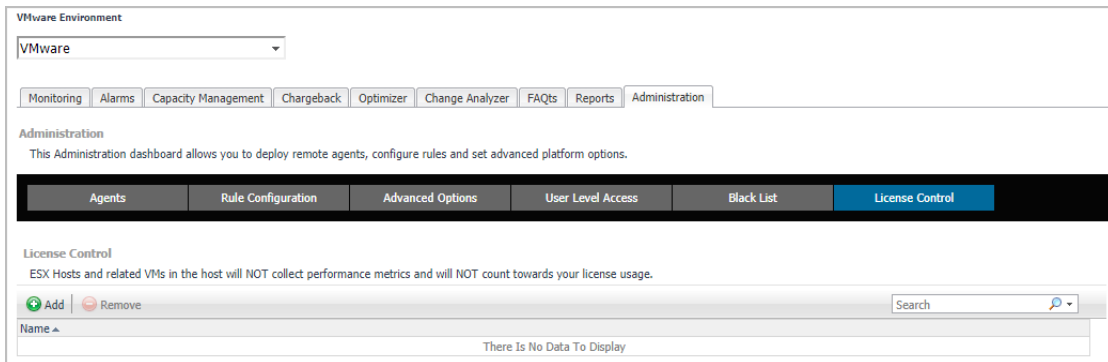 VMware Environment
VMware
Monitoring Alarms Capacity Management Chargeback Optimizer Change Analyzer FAQts Reports Administration
Administration
This Administration dashboard allows you to deploy remote agents, configure rules and set advanced platform options.
Agents Rule Configuration Advanced Options User Level Access Black List License Control
License Control
ESX Hosts and related VMs in the host will NOT collect performance metrics and will NOT count towards your license usage.
Add Remove Search
Name
There Is No Data To Display